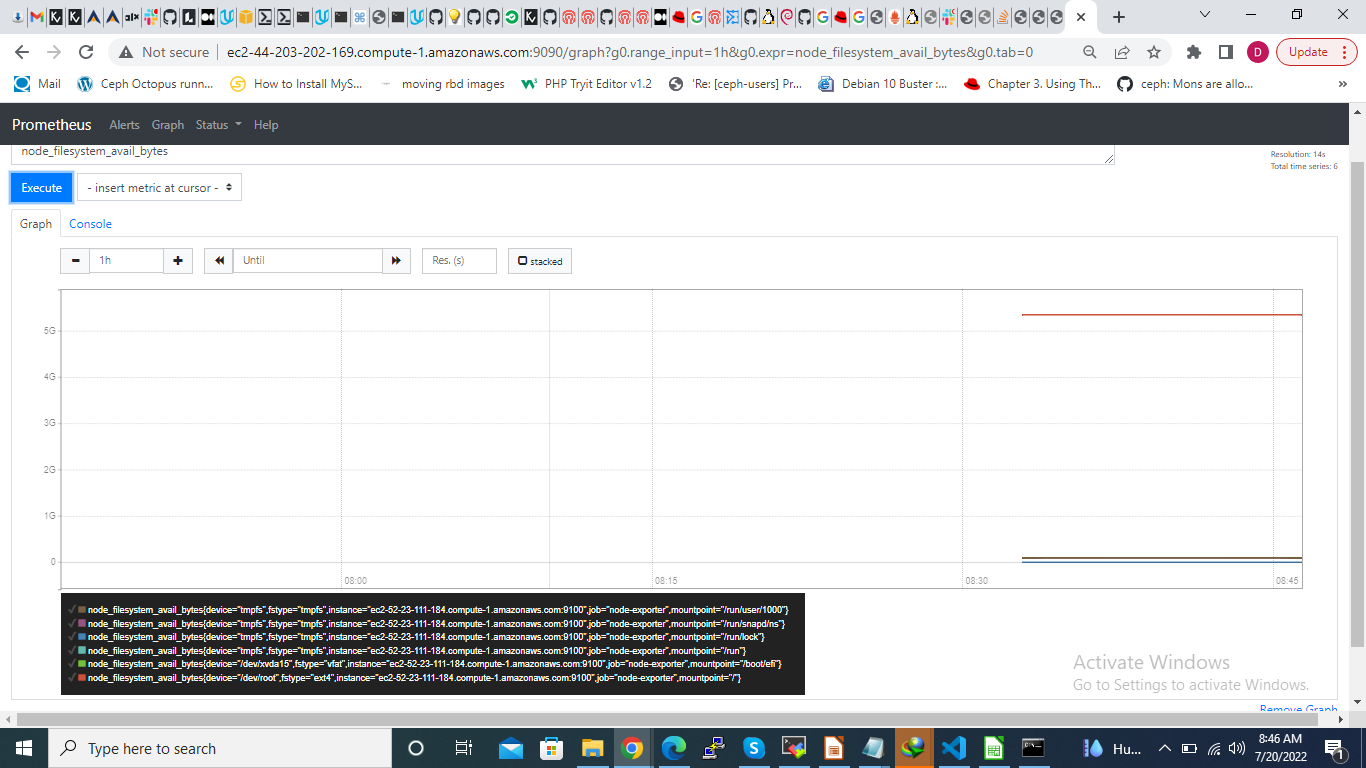 Not secure
ec2-44-203-202-169.compute-1.amazonaws.com:9090/graph?g0.range_input=1h&g0.expr=node_filesystem_avail_bytes&g0.tab=0
D
Update
Mail
Ceph Octopus runn...
How to Install MyS...
moving rbd images
PHP Tryit Editor v1.2
'Re: [ceph-users] Pr...
Debian 10 Buster :...
Chapter 3. Using Th...
ceph: Mons are allo...
»
Prometheus Alerts Graph Status Help
node_filesystem_avail_bytes
Resolution: 14s
Total time series: 6
Execute
- insert metric at cursor -
Graph
Console
1h
Until
Res. (s)
stacked
5G
4G
3G
2G
1G
0
08:00
08:15
08:30
08:45
node_filesystem_avail_bytes{device="tmpfs",fstype="tmpfs",instance="ec2-52-23-111-184.compute-1.amazonaws.com:9100",job="node-exporter",mountpoint="/run/user/1000"}
node_filesystem_avail_bytes{device="tmpfs",fstype="tmpfs",instance="ec2-52-23-111-184.compute-1.amazonaws.com:9100",job="node-exporter",mountpoint="/run/snapd/ns"}
node_filesystem_avail_bytes{device="tmpfs",fstype="tmpfs",instance="ec2-52-23-111-184.compute-1.amazonaws.com:9100",job="node-exporter",mountpoint="/run/lock"}
node_filesystem_avail_bytes{device="tmpfs",fstype="tmpfs",instance="ec2-52-23-111-184.compute-1.amazonaws.com:9100",job="node-exporter",mountpoint="/run"}
node_filesystem_avail_bytes{device="/dev/xvda15",fstype="vfat",instance="ec2-52-23-111-184.compute-1.amazonaws.com:9100",job="node-exporter",mountpoint="/boot/efi"}
node_filesystem_avail_bytes{device="/dev/root",fstype="ext4",instance="ec2-52-23-111-184.compute-1.amazonaws.com:9100",job="node-exporter",mountpoint="/"}
Activate Windows
Go to Settings to activate Windows.
Remove Graph
Type here to search
Hu...
8:46 AM
7/20/2022
1